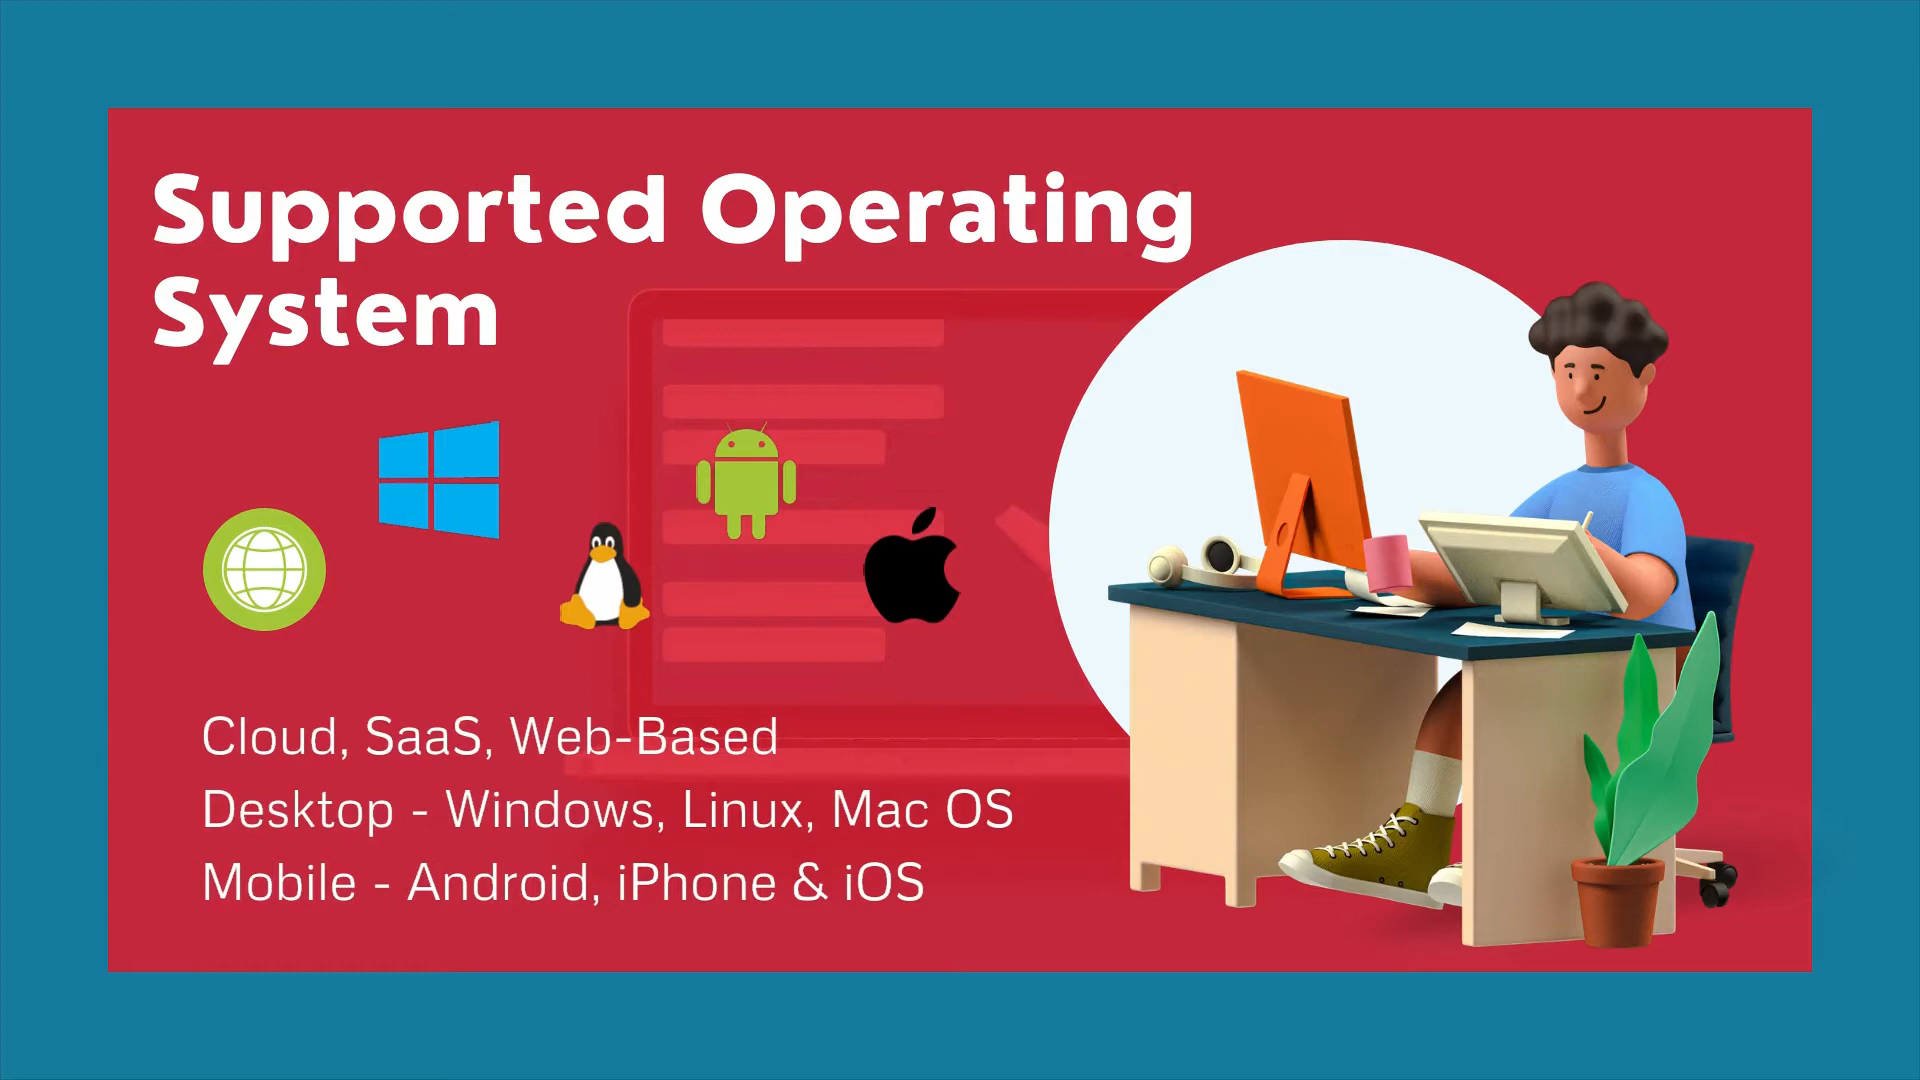 Supported Operating
System
Cloud, SaaS, Web-Based
Desktop - Windows, Linux, Mac OS
Mobile - Android, iPhone & iOS